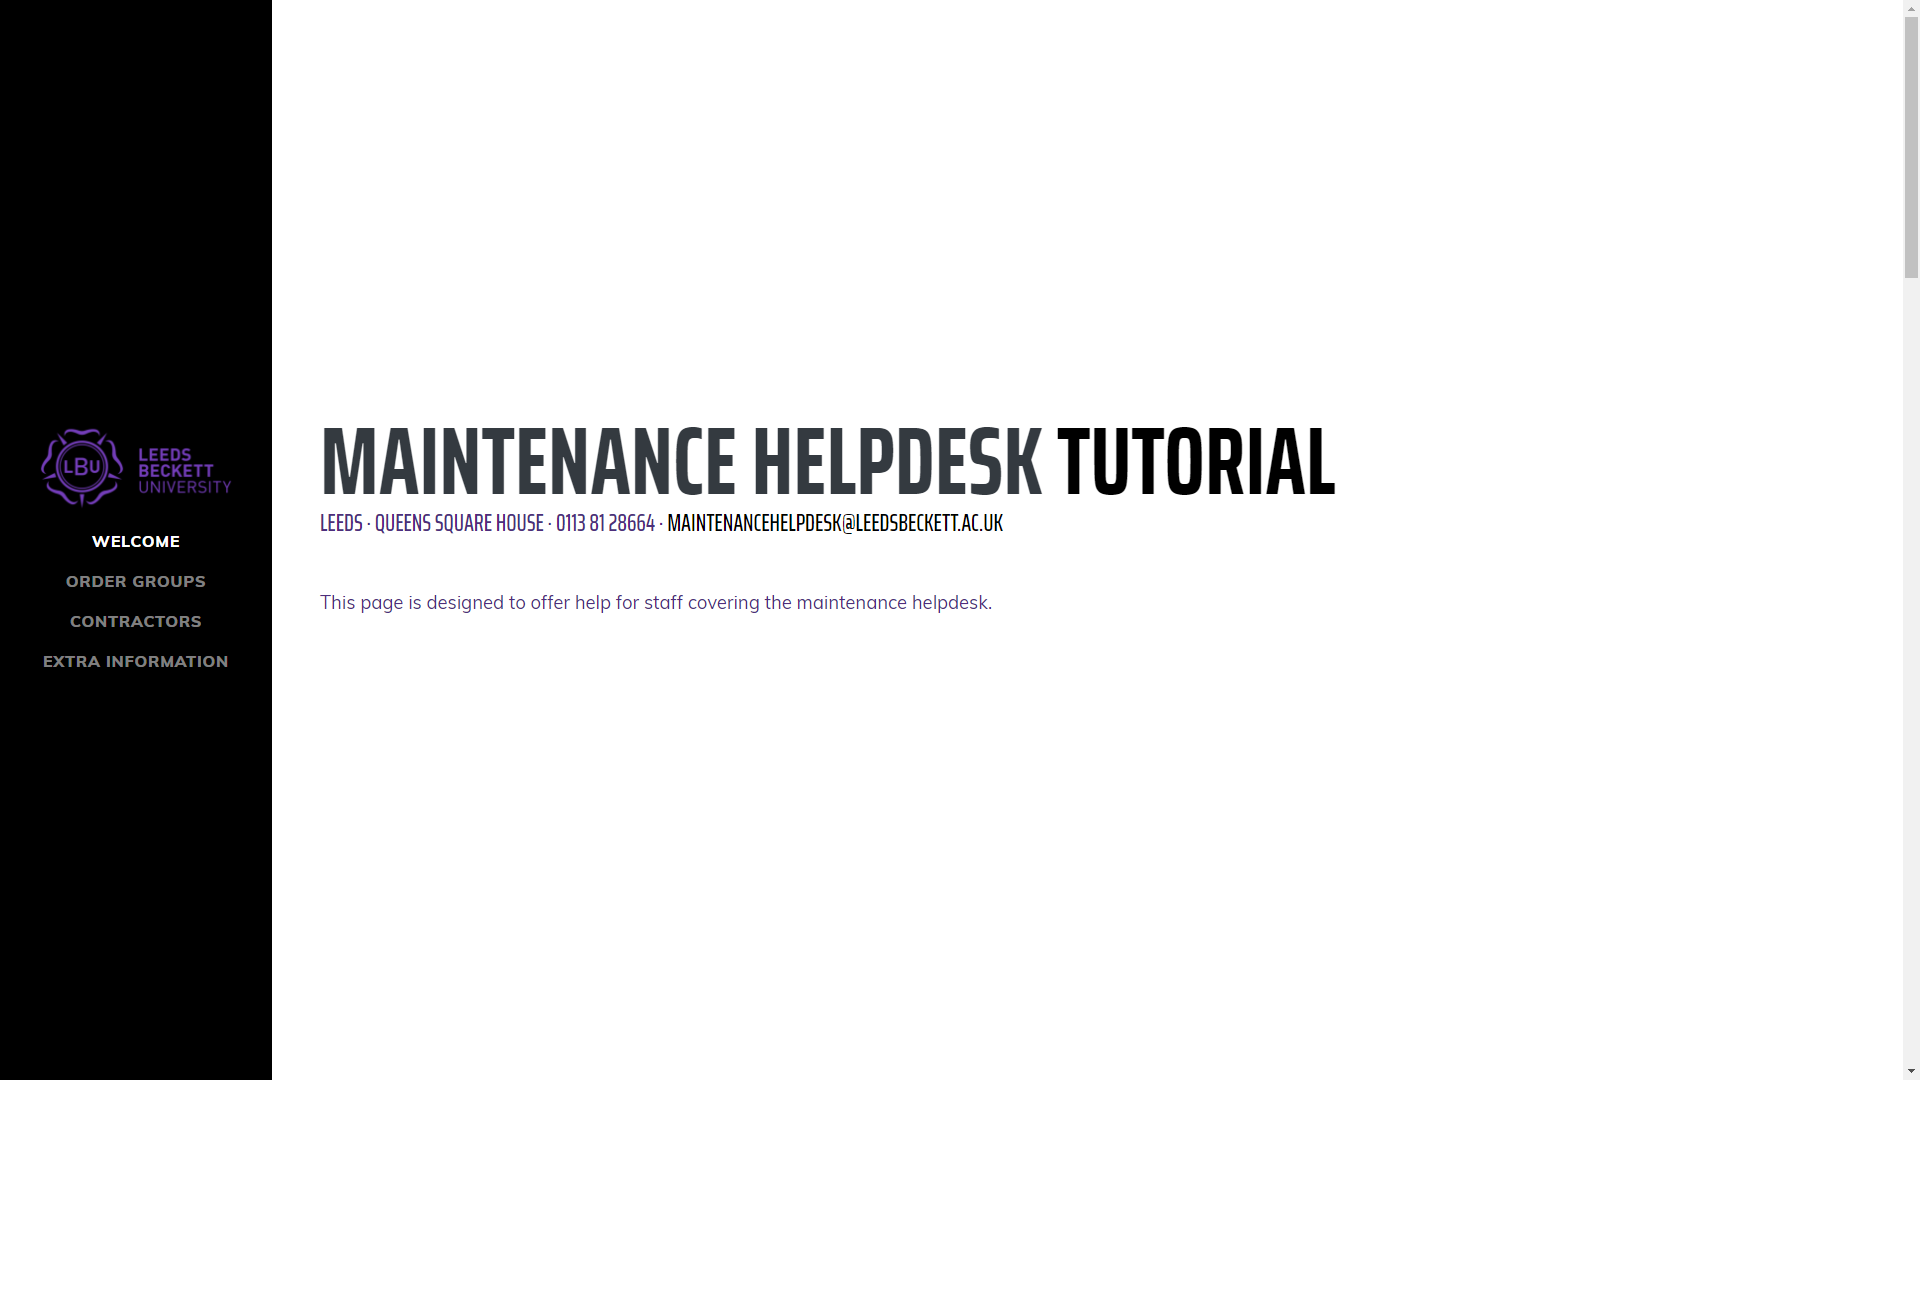 LBU
LEEDS
BECKETT
UNIVERSITY
WELCOME
ORDER GROUPS
CONTRACTORS
EXTRA INFORMATION
MAINTENANCE HELPDESK TUTORIAL
LEEDS · QUEENS SQUARE HOUSE · 0113 81 28664 · MAINTENANCEHELPDESK@LEEDSBECKETT.AC.UK
This page is designed to offer help for staff covering the maintenance helpdesk.